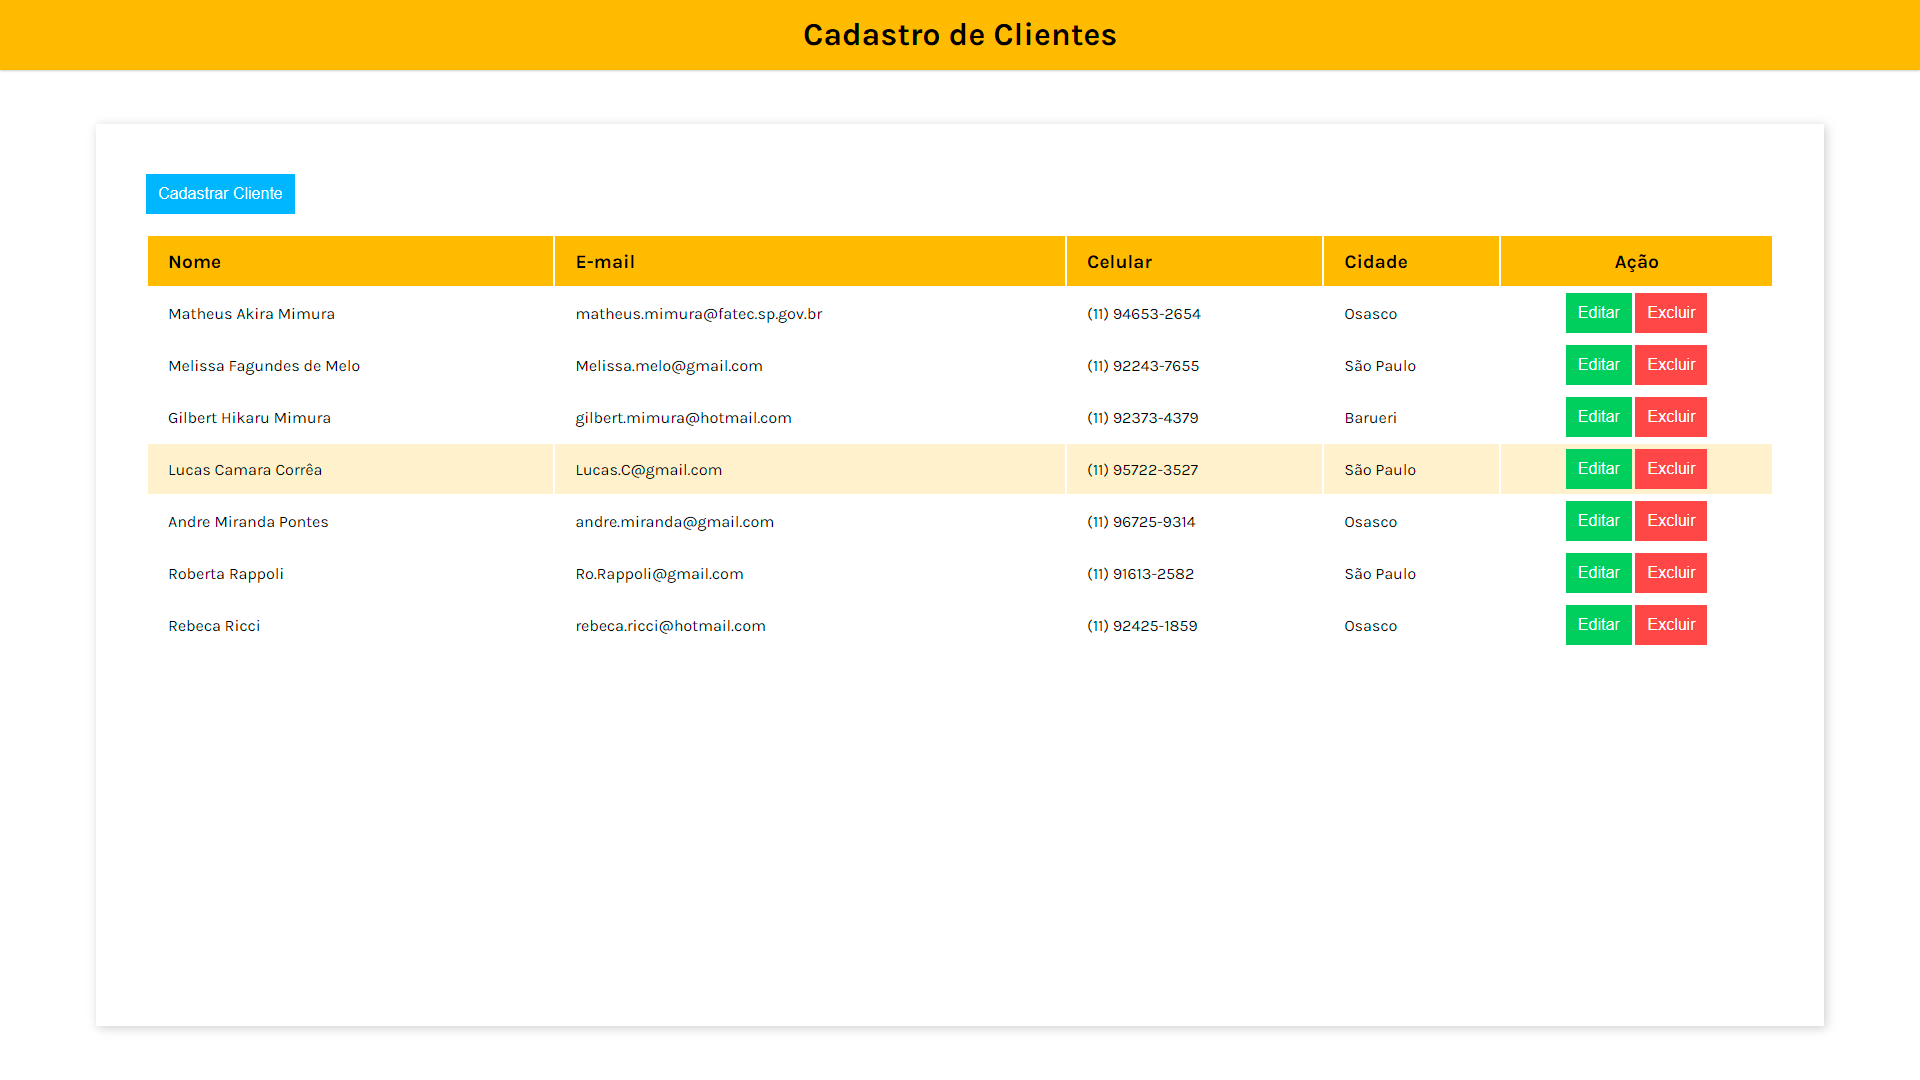 Cadastro de Clientes
Cadastrar Cliente
Nome E-mail Celular Cidade Ação
Matheus Akira Mimura matheus.mimura@fatec.sp.gov.br (11) 94653-2654 Osasco Editar Excluir
Melissa Fagundes de Melo Melissa.melo@gmail.com (11) 92243-7655 São Paulo Editar Excluir
Gilbert Hikaru Mimura gilbert.mimura@hotmail.com (11) 92373-4379 Barueri Editar Excluir
Lucas Camara Corrêa Lucas.C@gmail.com (11) 95722-3527 São Paulo Editar Excluir
Andre Miranda Pontes andre.miranda@gmail.com (11) 96725-9314 Osasco Editar Excluir
Roberta Rappoli Ro.Rappoli@gmail.com (11) 91613-2582 São Paulo Editar Excluir
Rebeca Ricci rebeca.ricci@hotmail.com (11) 92425-1859 Osasco Editar Excluir